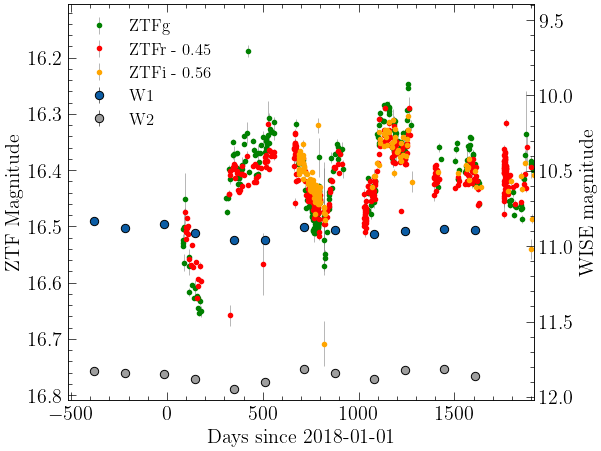 ZTFg
ZTFr - 0.45
ZTFi - 0.56
W1
W2
ZTF Magnitude
16.2
16.3
16.4
16.5
16.6
16.7
16.8
9.5
10.0
10.5
11.0
11.5
12.0
WISE magnitude
−500 0 500 1000 1500
Days since 2018-01-01